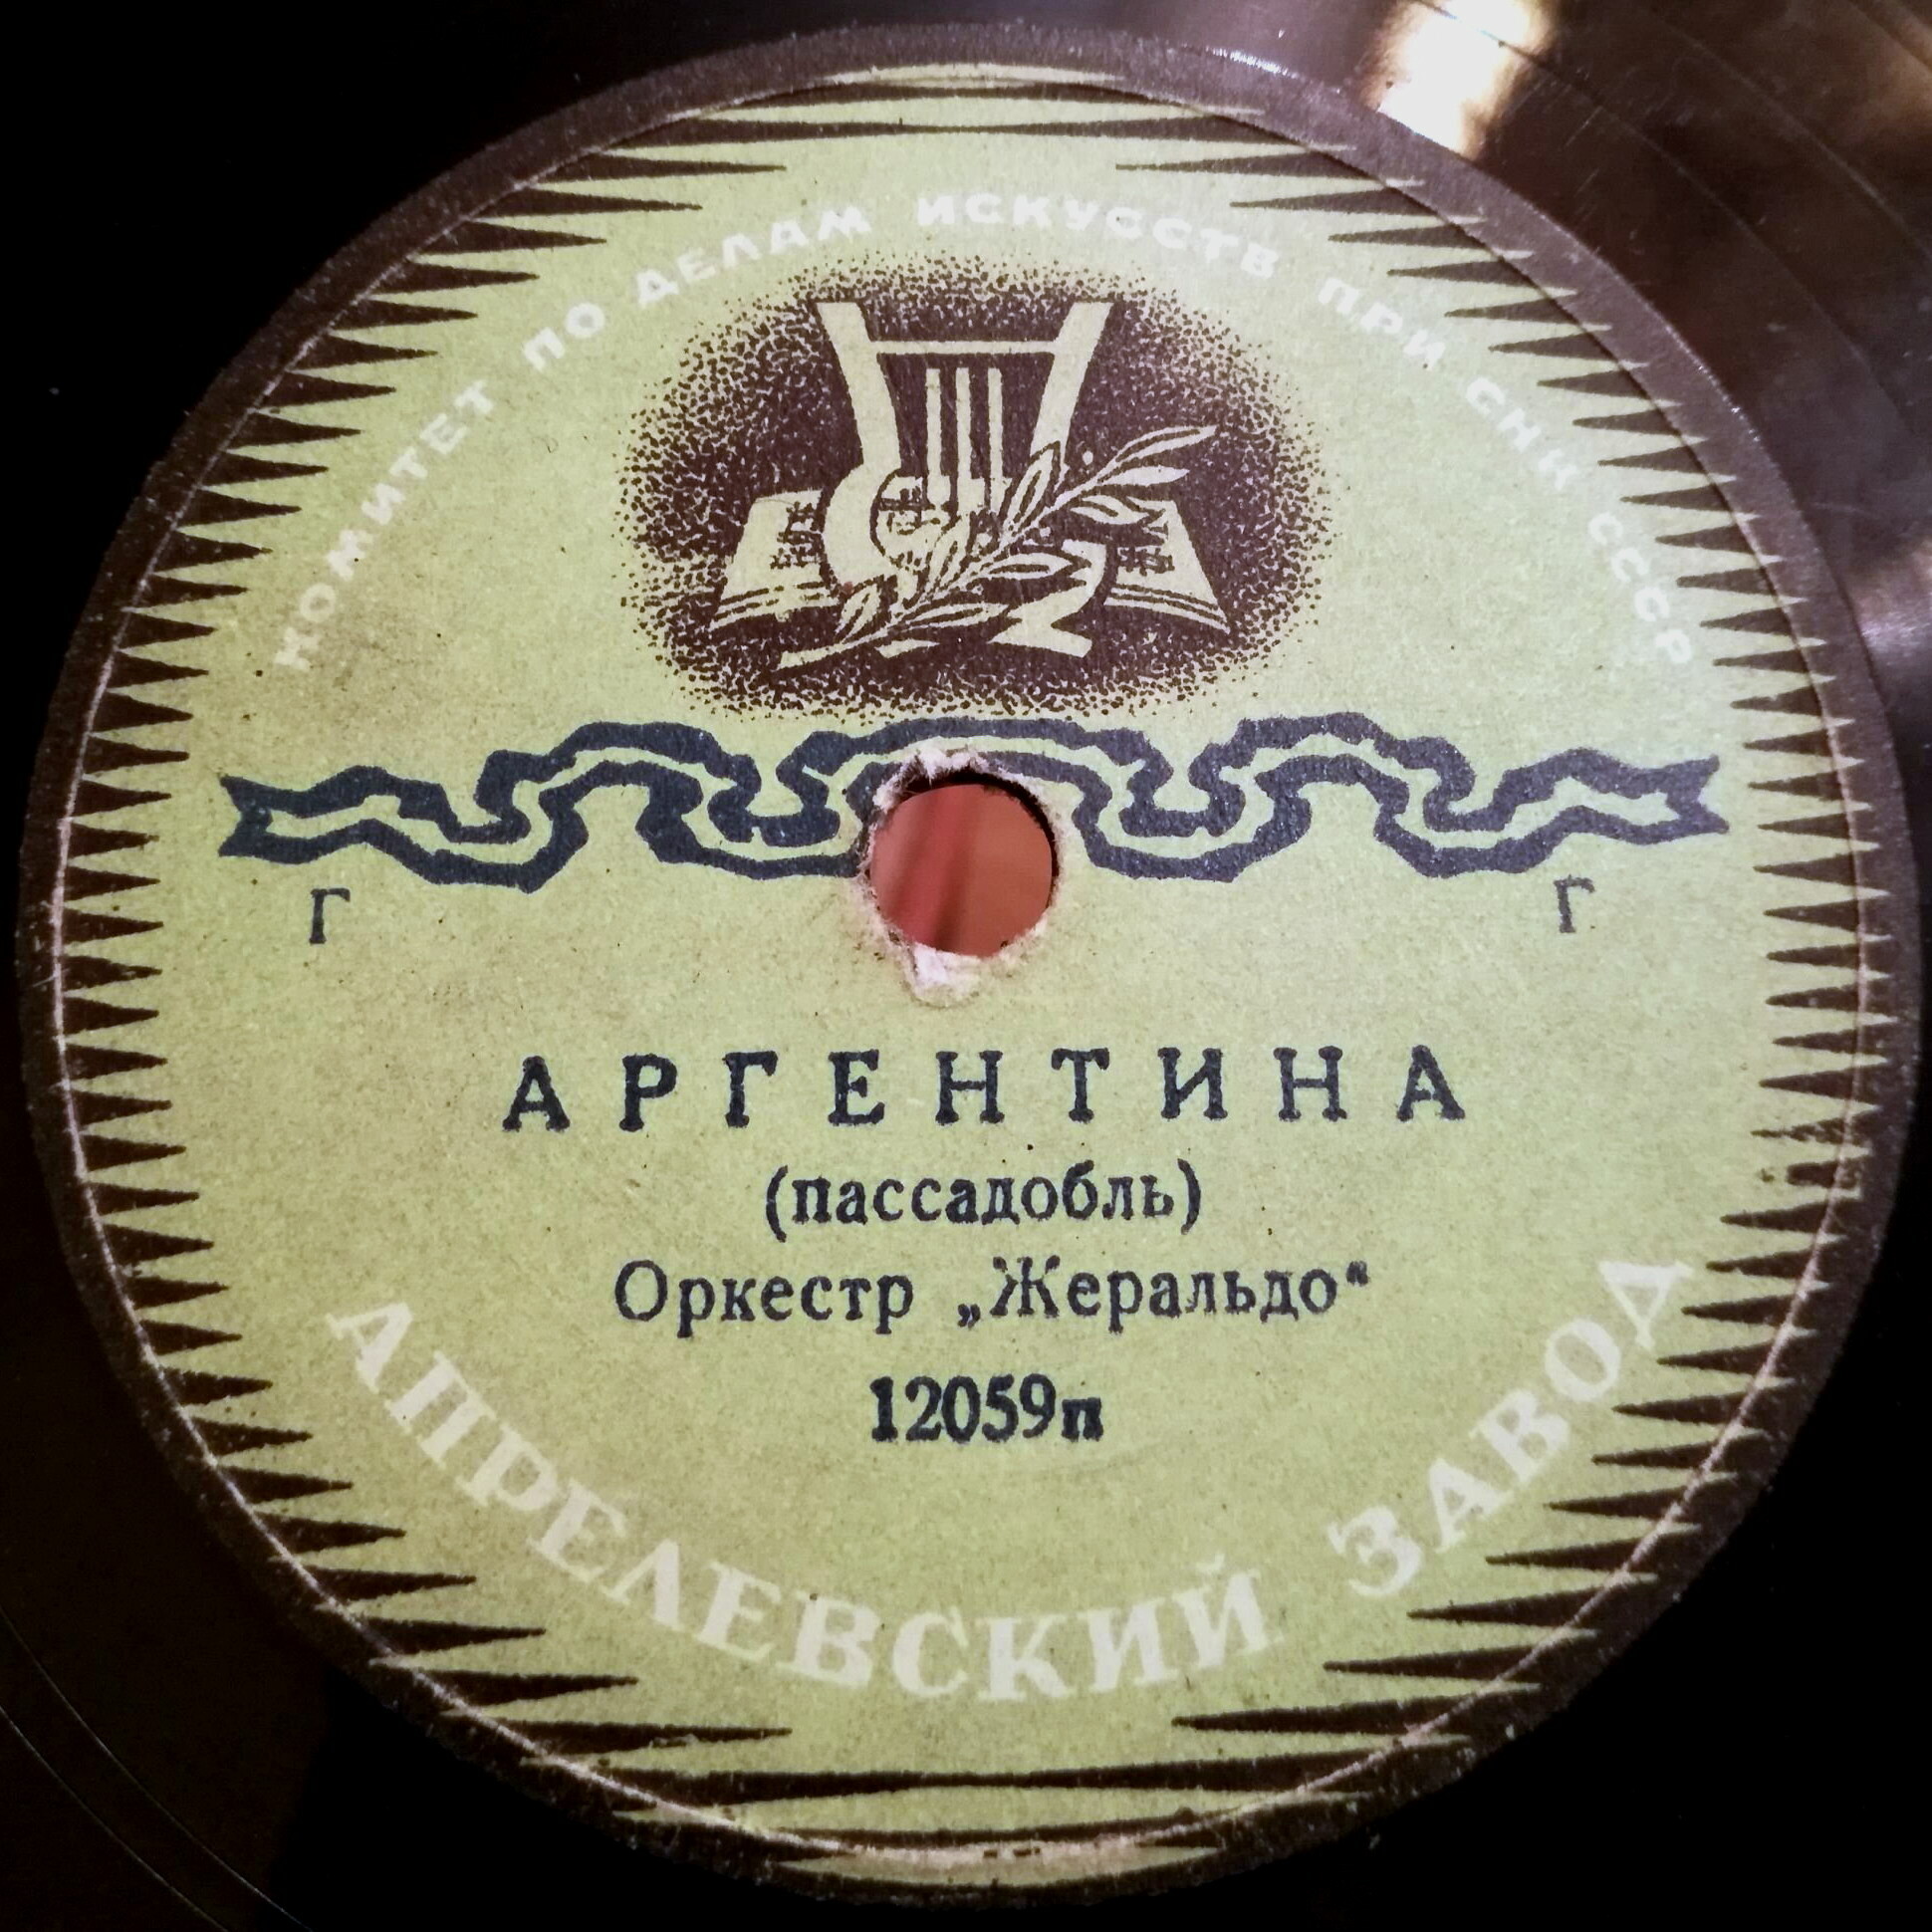 КОМИТЕТ ПО ДЕЛАМ ИСКУССТВ ПРИ СНК СССР
Г Г
АРГЕНТИНА
(пассадобль)
Оркестр „Жеральдо“
12059п
АПРЕЛЕВСКИЙ ЗАВОД